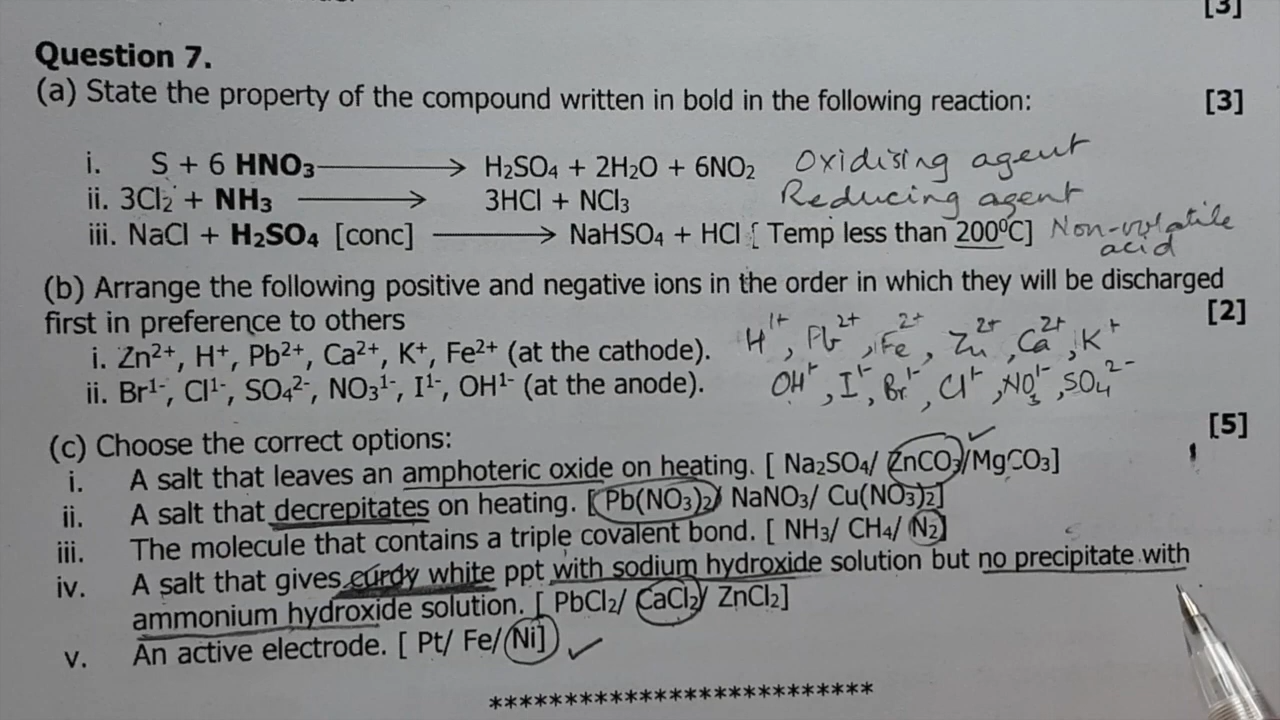 [3]
Question 7.
(a) State the property of the compound written in bold in the following reaction: [3]
i. S + 6 HNO₃ ⟶ H₂SO₄ + 2H₂O + 6NO₂ Oxidising agent
ii. 3Cl₂ + NH₃ ⟶ 3HCl + NCl₃ Reducing agent
iii. NaCl + H₂SO₄ [conc] ⟶ NaHSO₄ + HCl [ Temp less than 200⁰C] Non-volatile
acid
(b) Arrange the following positive and negative ions in the order in which they will be discharged
first in preference to others [2]
i. Zn²⁺, H⁺, Pb²⁺, Ca²⁺, K⁺, Fe²⁺ (at the cathode). H¹⁺, Pb²⁺, Fe²⁺, Zn²⁺, Ca²⁺, K⁺
ii. Br¹⁻, Cl¹⁻, SO₄²⁻, NO₃¹⁻, I¹⁻, OH¹⁻ (at the anode). OH¹⁻, I¹⁻, Br¹⁻, Cl¹⁻, NO₃¹⁻, SO₄²⁻
(c) Choose the correct options: [5]
i. A salt that leaves an amphoteric oxide on heating. [ Na₂SO₄/ ZnCO₃/MgCO₃]
ii. A salt that decrepitates on heating. [ Pb(NO₃)₂/ NaNO₃/ Cu(NO₃)₂]
iii. The molecule that contains a triple covalent bond. [ NH₃/ CH₄/ N₂]
iv. A salt that gives curdy white ppt with sodium hydroxide solution but no precipitate with
ammonium hydroxide solution. [ PbCl₂/ CaCl₂/ ZnCl₂]
v. An active electrode. [ Pt/ Fe/ Ni]
**************************